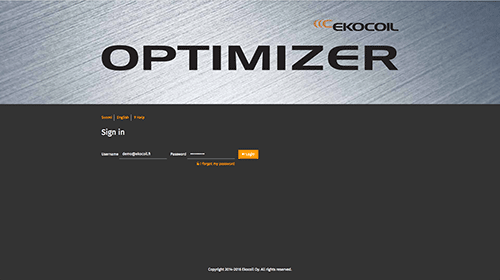 EKOCOIL
OPTIMIZER
Suomi English ? Help
Sign in
Username demo@ekocoil.fi Password Login
I forgot my password
Copyright 2014-2016 Ekocoil Oy. All rights reserved.